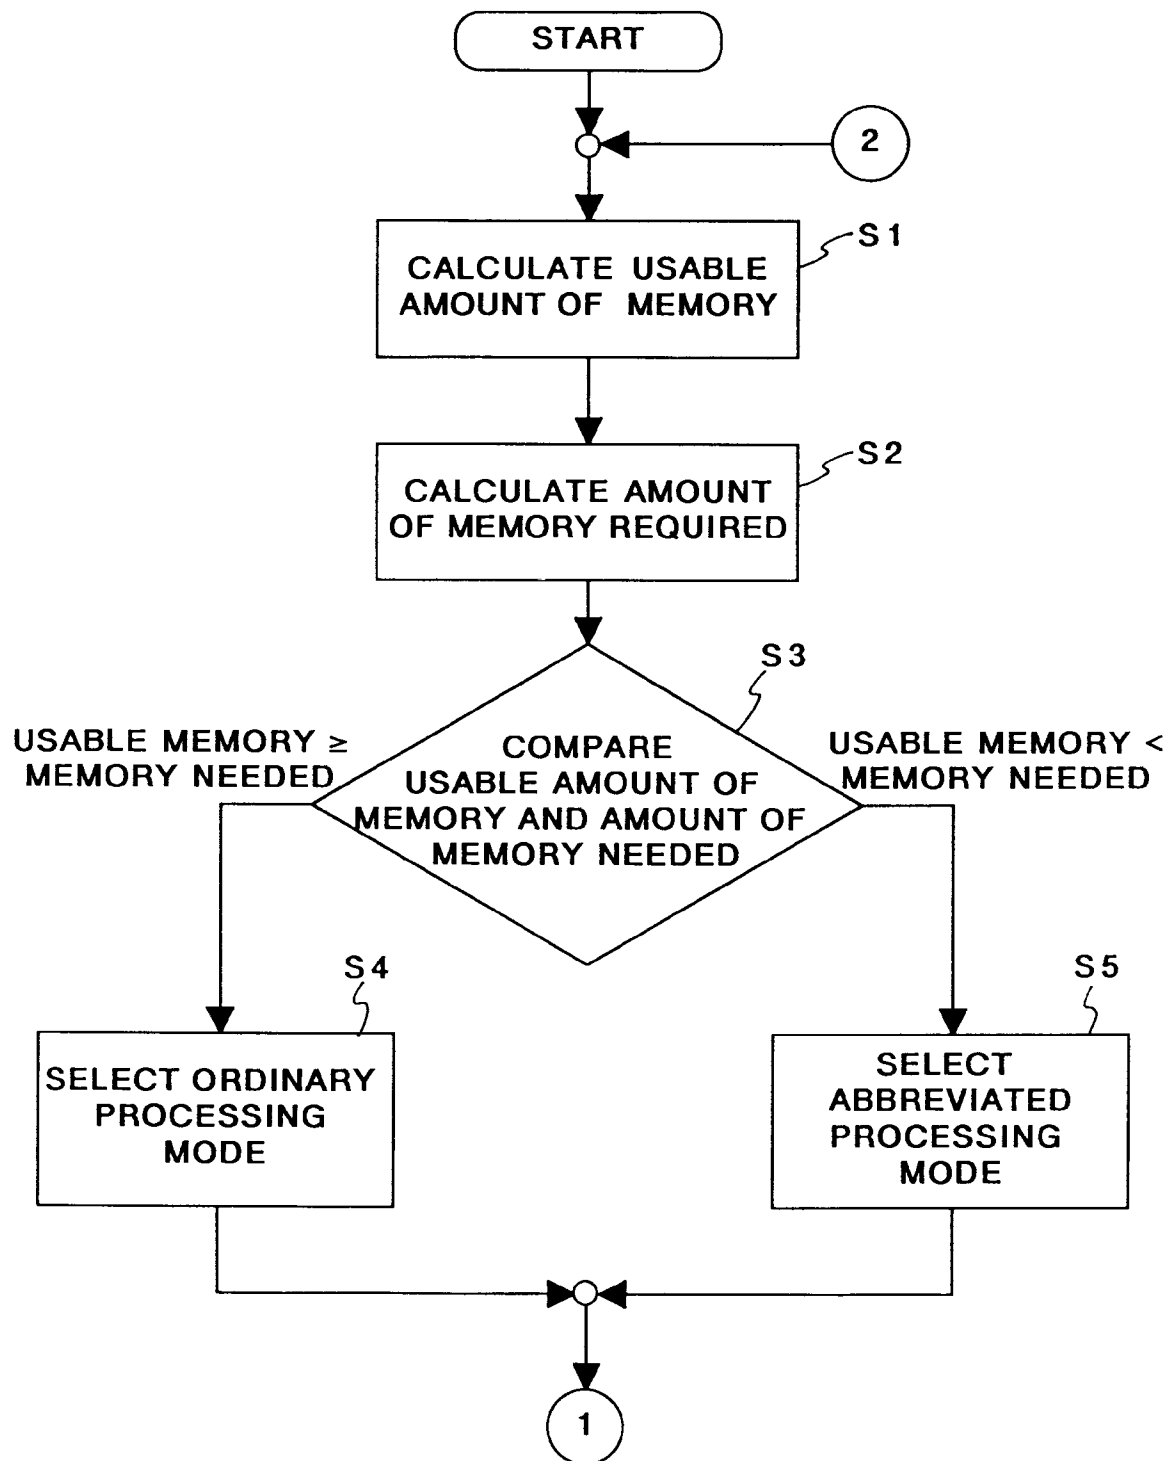 START
2
S1
CALCULATE USABLE
AMOUNT OF MEMORY
S2
CALCULATE AMOUNT
OF MEMORY REQUIRED
S3
USABLE MEMORY ≥
MEMORY NEEDED
COMPARE
USABLE AMOUNT OF
MEMORY AND AMOUNT OF
MEMORY NEEDED
USABLE MEMORY <
MEMORY NEEDED
S4
SELECT ORDINARY
PROCESSING
MODE
S5
SELECT
ABBREVIATED
PROCESSING
MODE
1